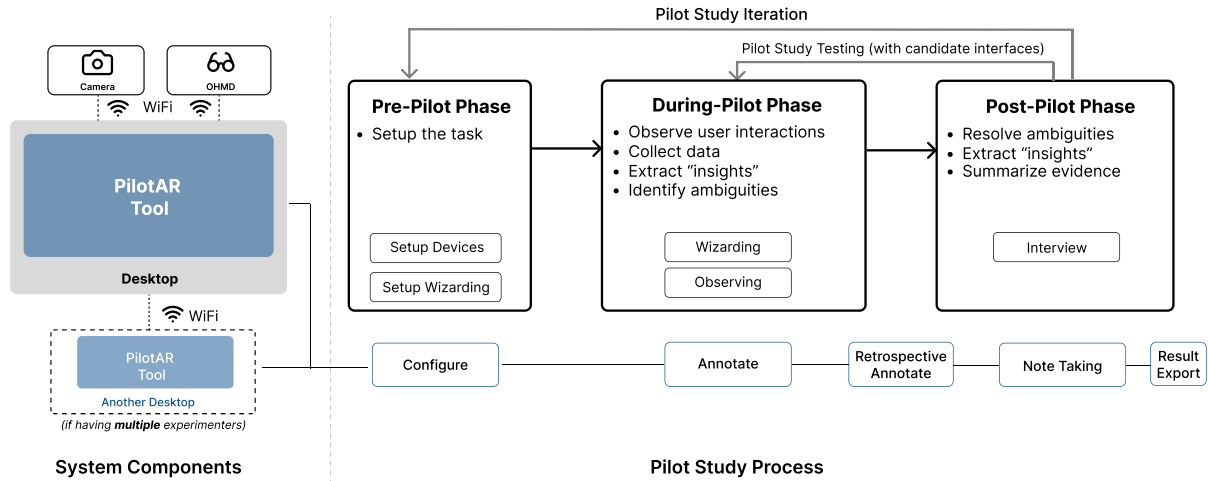 Camera
OHMD
WiFi
PilotAR
Tool
Desktop
WiFi
PilotAR
Tool
Another Desktop
(if having multiple experimenters)
System Components
Pilot Study Iteration
Pilot Study Testing (with candidate interfaces)
Pre-Pilot Phase
• Setup the task
Setup Devices
Setup Wizarding
During-Pilot Phase
• Observe user interactions
• Collect data
• Extract “insights”
• Identify ambiguities
Wizarding
Observing
Post-Pilot Phase
• Resolve ambiguities
• Extract “insights”
• Summarize evidence
Interview
Configure
Annotate
Retrospective
Annotate
Note Taking
Result
Export
Pilot Study Process